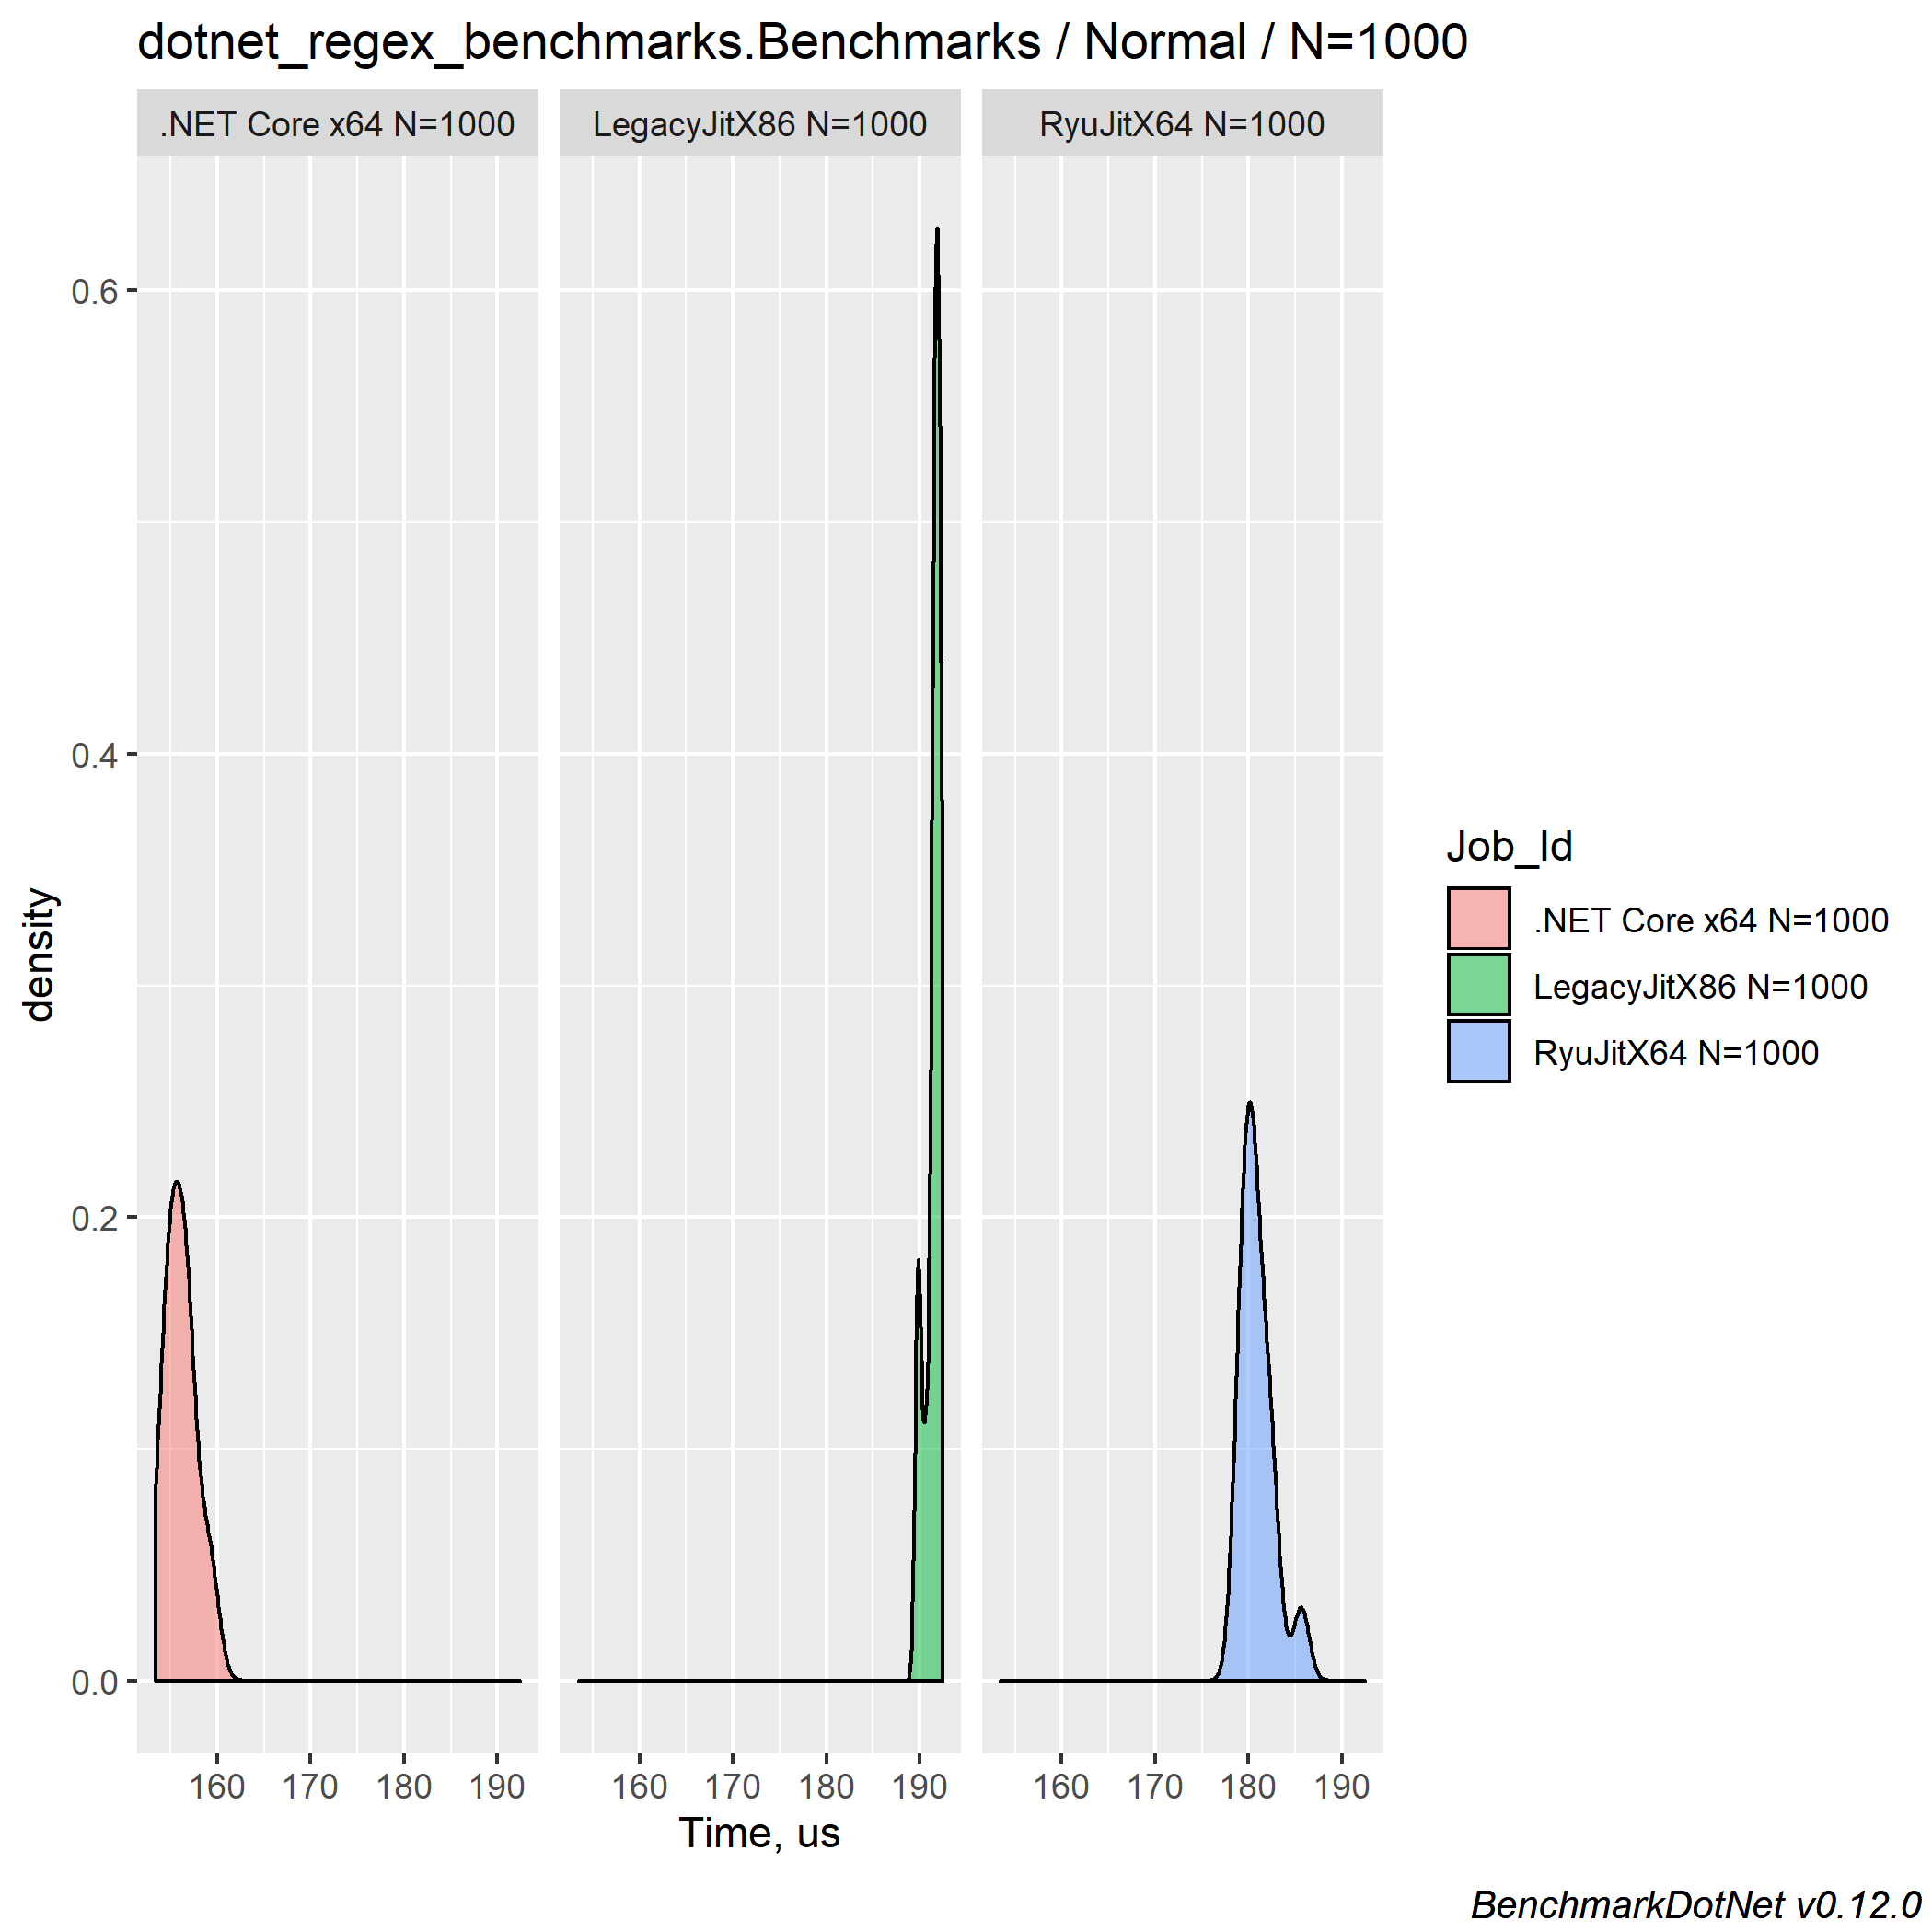 dotnet_regex_benchmarks.Benchmarks / Normal / N=1000
.NET Core x64 N=1000
LegacyJitX86 N=1000
RyuJitX64 N=1000
0.6
0.4
0.2
0.0
density
160 170 180 190
160 170 180 190
160 170 180 190
Time, us
Job_Id
.NET Core x64 N=1000
LegacyJitX86 N=1000
RyuJitX64 N=1000
BenchmarkDotNet v0.12.0